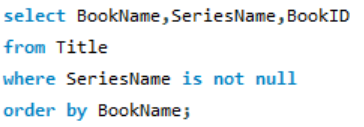 select BookName,SeriesName,BookID
from Title
where SeriesName is not null
order by BookName;